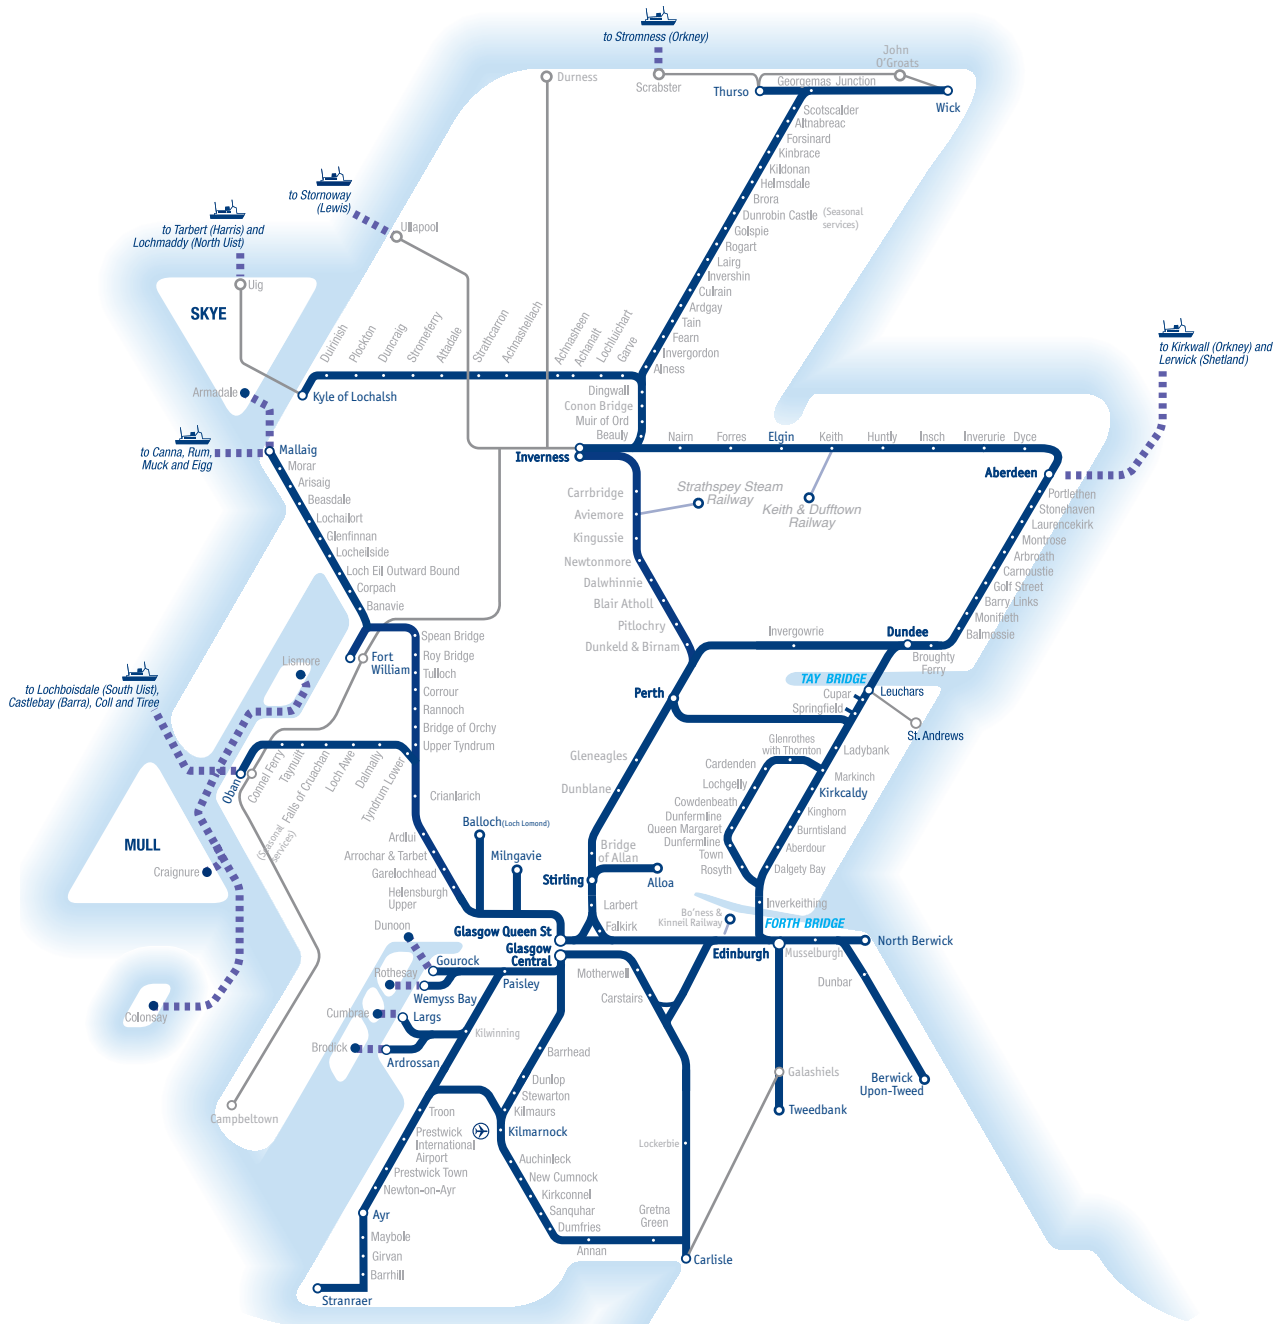 to Stromness (Orkney)
John
O'Groats
Durness
Scrabster
Georgemas Junction
Thurso
Wick
Scotscalder
Altnabreac
Forsinard
Kinbrace
Kildonan
Helmsdale
Brora
Dunrobin Castle
(Seasonal
services)
Golspie
Rogart
Lairg
Invershin
Culrain
Ardgay
Tain
Fearn
Invergordon
Alness
to Stornoway
(Lewis)
Ullapool
to Tarbert (Harris) and
Lochmaddy (North Uist)
Uig
SKYE
Armadale
Duirinish
Plockton
Duncraig
Stromeferry
Attadale
Strathcarron
Achnashellach
Achnasheen
Achanalt
Lochluichart
Garve
Kyle of Lochalsh
Dingwall
Conon Bridge
Muir of Ord
Beauly
to Kirkwall (Orkney) and
Lerwick (Shetland)
Inverness
Nairn
Forres
Elgin
Keith
Huntly
Insch
Inverurie
Dyce
Aberdeen
to Canna, Rum,
Muck and Eigg
Mallaig
Morar
Arisaig
Beasdale
Lochailort
Glenfinnan
Locheilside
Loch Eil Outward Bound
Corpach
Banavie
Strathspey Steam
Railway
Keith & Dufftown
Railway
Carrbridge
Aviemore
Kingussie
Newtonmore
Dalwhinnie
Blair Atholl
Pitlochry
Dunkeld & Birnam
Portlethen
Stonehaven
Laurencekirk
Montrose
Arbroath
Carnoustie
Golf Street
Barry Links
Monifieth
Balmossie
Broughty
Ferry
Dundee
Invergowrie
Fort
William
Spean Bridge
Roy Bridge
Tulloch
Corrour
Rannoch
Bridge of Orchy
Upper Tyndrum
Lismore
to Lochboisdale (South Uist),
Castlebay (Barra), Coll and Tiree
Oban
Connel Ferry
Taynuilt
Falls of Cruachan
(Seasonal
services)
Loch Awe
Dalmally
Tyndrum Lower
Crianlarich
Ardlui
Arrochar & Tarbet
Garelochhead
Helensburgh
Upper
MULL
Craignure
Colonsay
Campbeltown
Perth
TAY BRIDGE
Leuchars
St. Andrews
Cupar
Springfield
Ladybank
Glenrothes
with Thornton
Markinch
Kirkcaldy
Cardenden
Lochgelly
Cowdenbeath
Dunfermline
Queen Margaret
Dunfermline
Town
Rosyth
Kinghorn
Burntisland
Aberdour
Dalgety Bay
Inverkeithing
FORTH BRIDGE
Gleneagles
Dunblane
Bridge
of Allan
Stirling
Alloa
Larbert
Falkirk
Balloch (Loch Lomond)
Milngavie
Bo'ness &
Kinneil Railway
Glasgow Queen St
Glasgow
Central
Edinburgh
Musselburgh
North Berwick
Dunbar
Berwick
Upon-Tweed
Galashiels
Tweedbank
Motherwell
Carstairs
Lockerbie
Carlisle
Dunoon
Gourock
Rothesay
Wemyss Bay
Paisley
Cumbrae
Largs
Brodick
Ardrossan
Kilwinning
Barrhead
Dunlop
Stewarton
Kilmaurs
Kilmarnock
Troon
Prestwick
International
Airport
Prestwick Town
Newton-on-Ayr
Ayr
Maybole
Girvan
Barrhill
Stranraer
Auchinleck
New Cumnock
Kirkconnel
Sanquhar
Dumfries
Annan
Gretna
Green